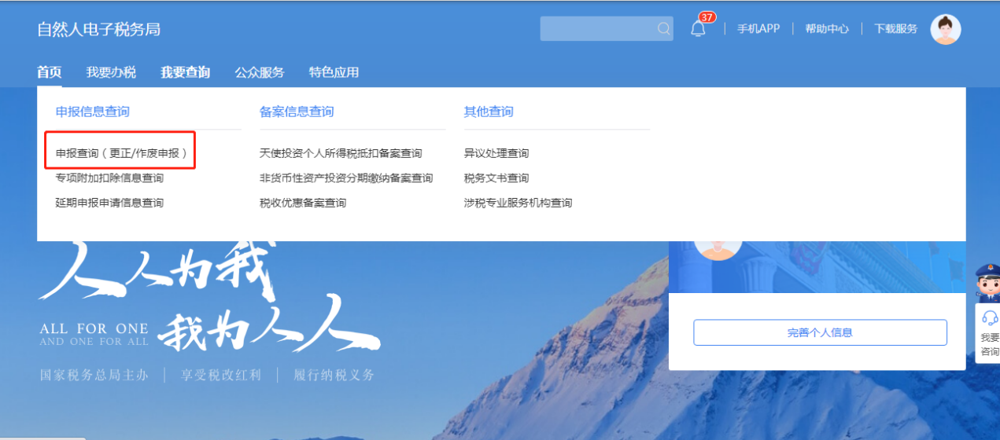 自然人电子税务局
37
手机APP
帮助中心
下载服务
首页 我要办税 我要查询 公众服务 特色应用
申报信息查询
申报查询（更正/作废申报）
专项附加扣除信息查询
延期申报申请信息查询
备案信息查询
天使投资个人所得税抵扣备案查询
非货币性资产投资分期缴纳备案查询
税收优惠备案查询
其他查询
异议处理查询
税务文书查询
涉税专业服务机构查询
人人为我
ALL FOR ONE
AND ONE FOR ALL
我为人人
国家税务总局主办 | 享受税改红利 | 履行纳税义务
完善个人信息
我要
咨询